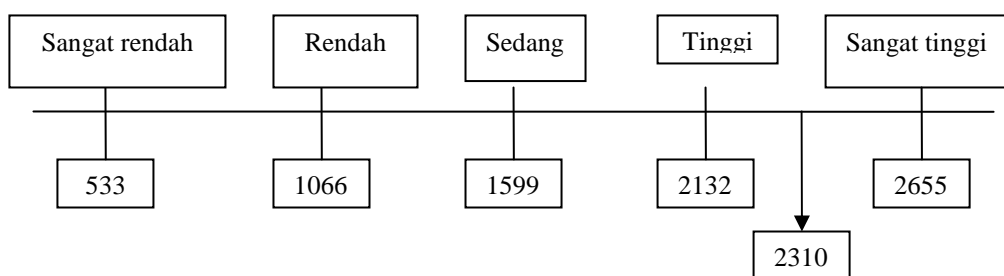 Sangat rendah Rendah Sedang Tinggi Sangat tinggi
533 1066 1599 2132 2655
2310